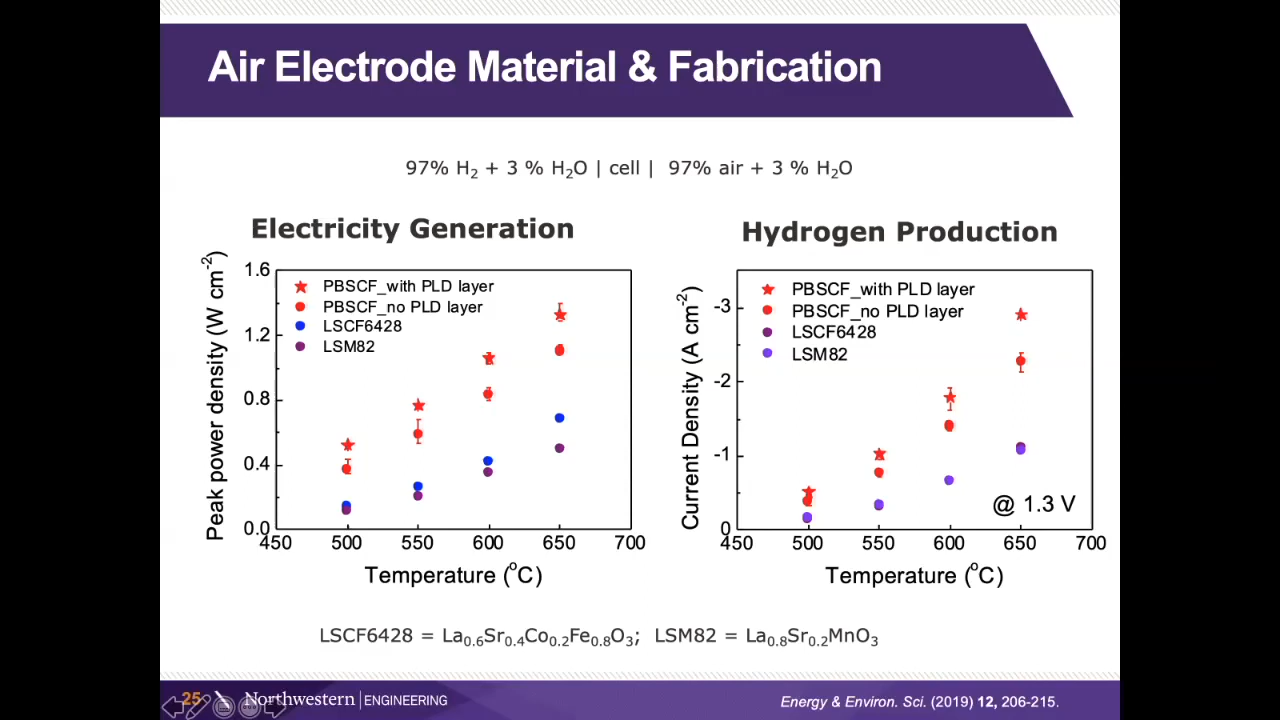 Air Electrode Material & Fabrication
97% H₂ + 3 % H₂O | cell | 97% air + 3 % H₂O
Electricity Generation
Peak power density (W cm⁻²)
1.6
1.2
0.8
0.4
0.0
PBSCF_with PLD layer
PBSCF_no PLD layer
LSCF6428
LSM82
450 500 550 600 650 700
Temperature (°C)
Hydrogen Production
Current Density (A cm⁻²)
-3
-2
-1
0
PBSCF_with PLD layer
PBSCF_no PLD layer
LSCF6428
LSM82
@ 1.3 V
450 500 550 600 650 700
Temperature (°C)
LSCF6428 = La₀.₆Sr₀.₄Co₀.₂Fe₀.₈O₃; LSM82 = La₀.₈Sr₀.₂MnO₃
25
Northwestern | ENGINEERING
Energy & Environ. Sci. (2019) 12, 206-215.